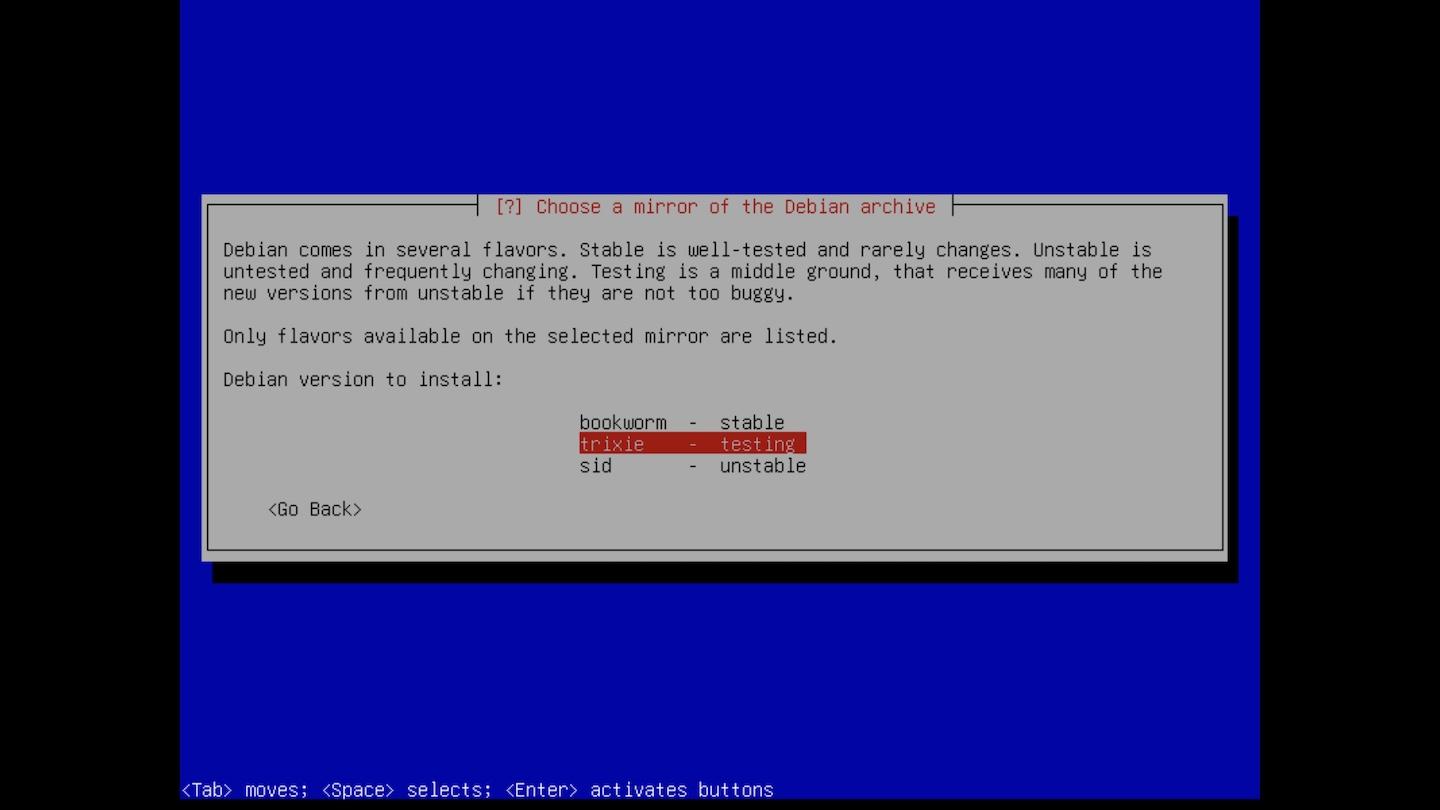 [?] Choose a mirror of the Debian archive
Debian comes in several flavors. Stable is well-tested and rarely changes. Unstable is
untested and frequently changing. Testing is a middle ground, that receives many of the
new versions from unstable if they are not too buggy.
Only flavors available on the selected mirror are listed.
Debian version to install:
bookworm - stable
trixie - testing
sid - unstable
<Go Back>
<Tab> moves; <Space> selects; <Enter> activates buttons